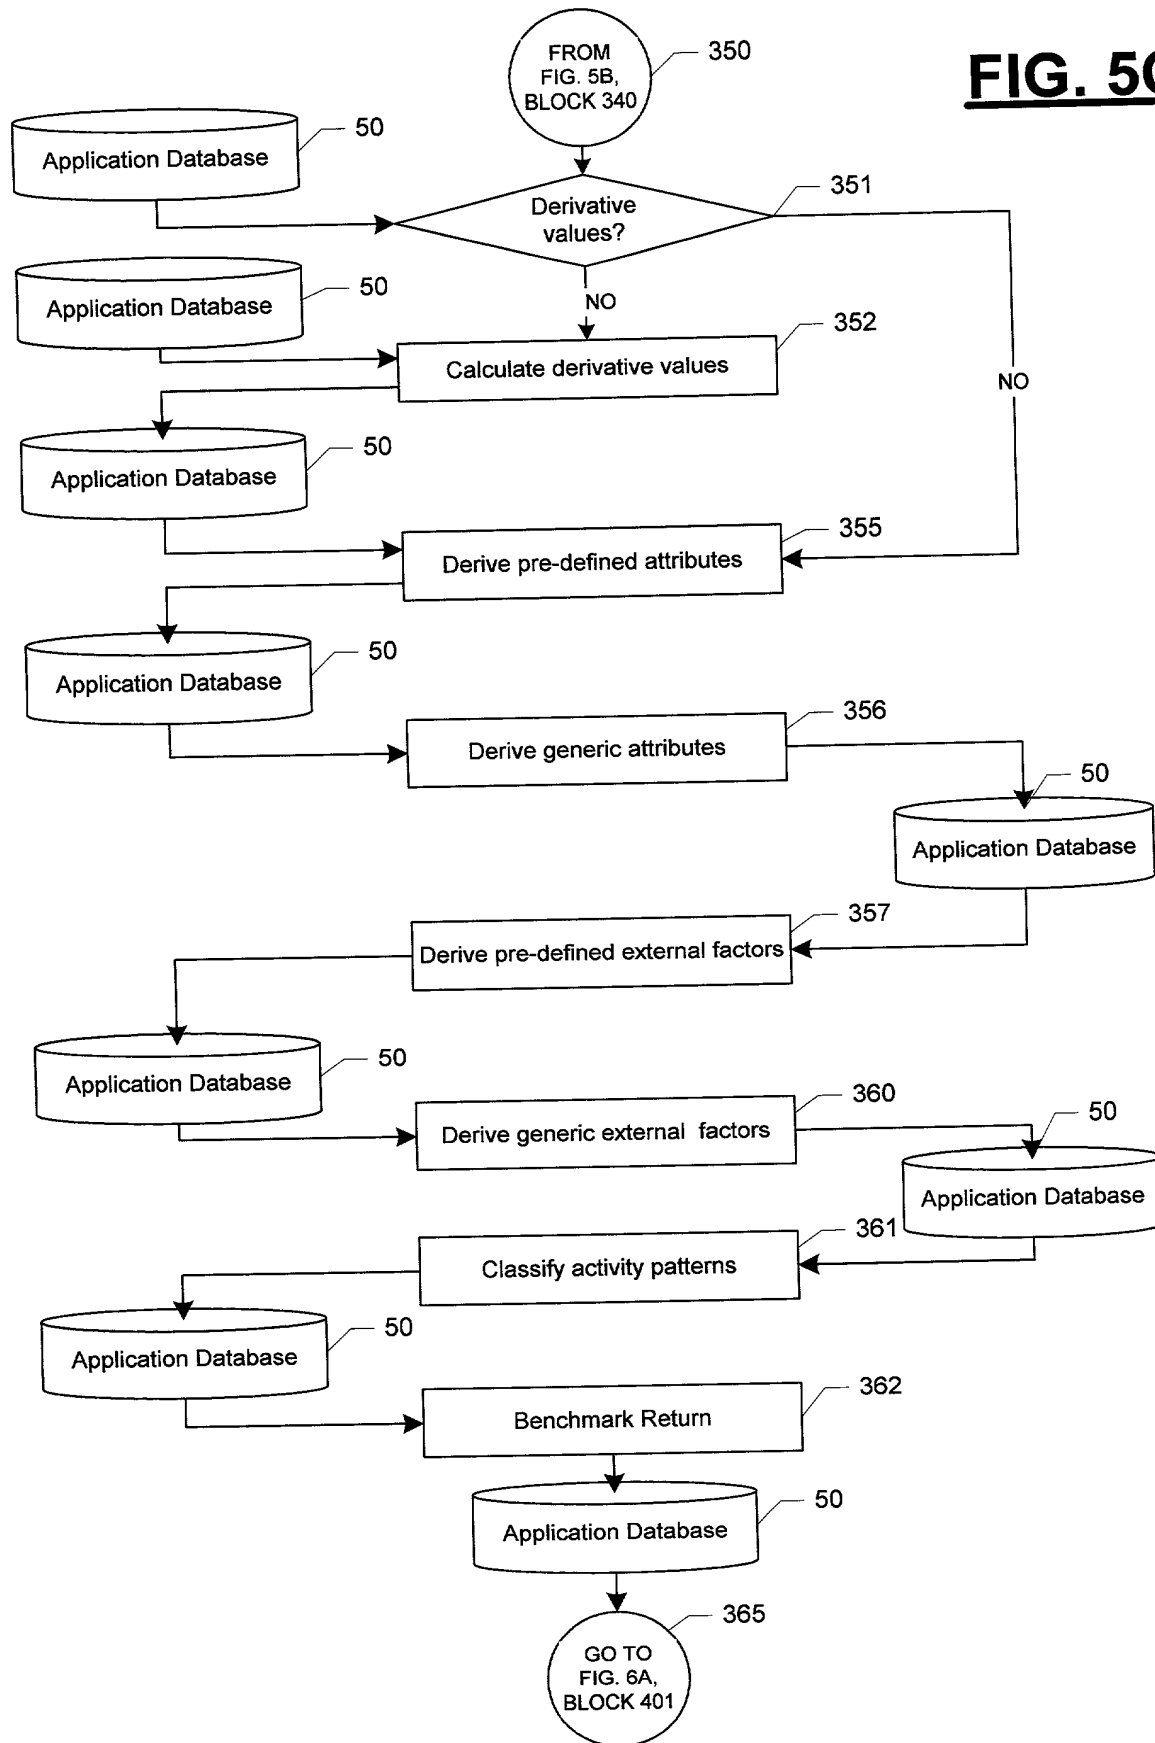 FROM
FIG. 5B,
BLOCK 340
350
FIG. 5
50
Application Database
351
Derivative
values?
50
Application Database
NO
352
Calculate derivative values
NO
50
Application Database
355
Derive pre-defined attributes
50
Application Database
356
Derive generic attributes
50
Application Database
357
Derive pre-defined external factors
50
Application Database
360
Derive generic external factors
50
Application Database
361
Classify activity patterns
50
Application Database
362
Benchmark Return
50
Application Database
365
GO TO
FIG. 6A,
BLOCK 401